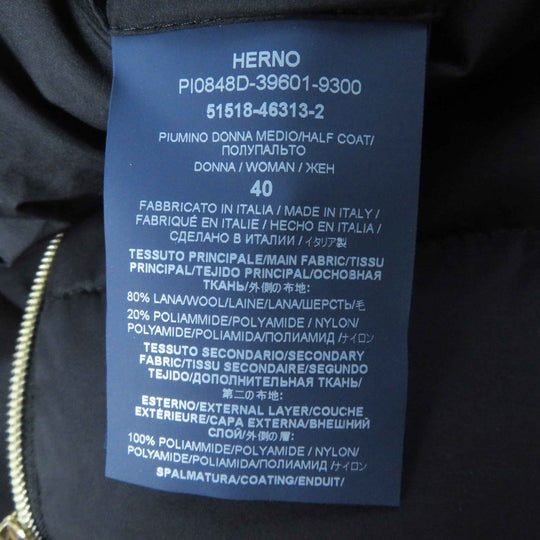 HERNO
PI0848D-39601-9300
51518-46313-2
PIUMINO DONNA MEDIO/HALF COAT/
ПОЛУПАЛЬТО
DONNA / WOMAN / ЖЕН
40
FABBRICATO IN ITALIA / MADE IN ITALY /
FABRIQUÉ EN ITALIE / HECHO EN ITALIA /
СДЕЛАНО В ИТАЛИИ / イタリア製
TESSUTO PRINCIPALE/MAIN FABRIC/TISSU
PRINCIPAL/TEJIDO PRINCIPAL/ОСНОВНАЯ
ТКАНЬ/外側の布地:
80% LANA/WOOL/LAINE/LANA/ШЕРСТЬ/毛
20% POLIAMMIDE/POLYAMIDE / NYLON/
POLYAMIDE/POLIAMIDA/ПОЛИАМИД /ナイロン
TESSUTO SECONDARIO/SECONDARY
FABRIC/TISSU SECONDAIRE/SEGUNDO
TEJIDO/ДОПОЛНИТЕЛЬНАЯ ТКАНЬ/
第二の布地:
ESTERNO/EXTERNAL LAYER/COUCHE
EXTÉRIEURE/CAPA EXTERNA/ВНЕШНИЙ
СЛОЙ/外側の層:
100% POLIAMMIDE/POLYAMIDE / NYLON/
POLYAMIDE/POLIAMIDA/ПОЛИАМИД /ナイロン
SPALMATURA/COATING/ENDUIT/